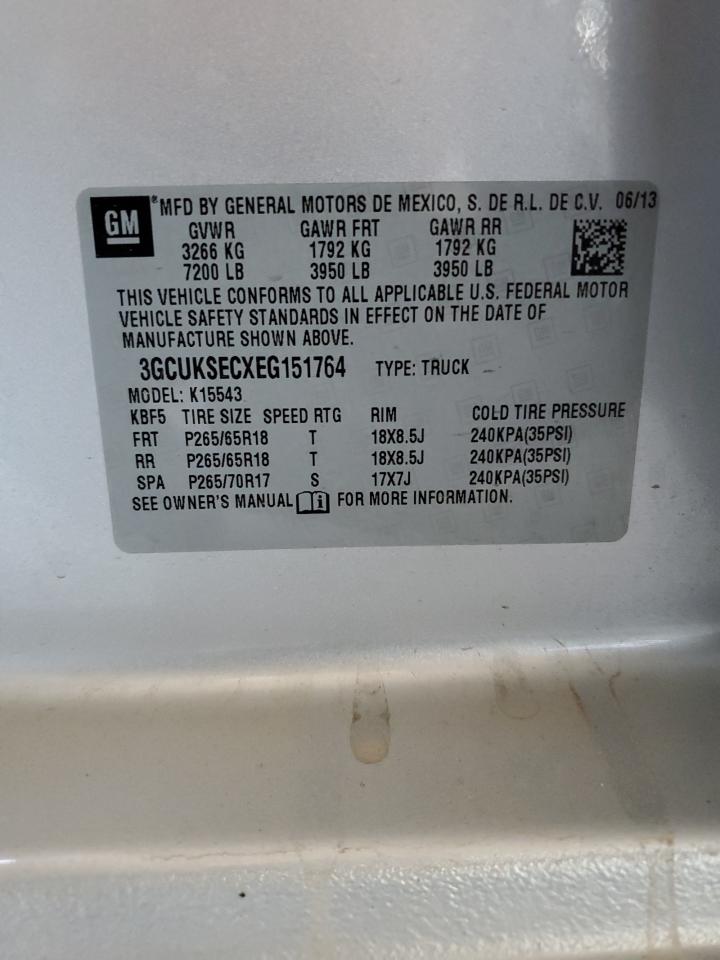 GM ® MFD BY GENERAL MOTORS DE MEXICO, S. DE R.L. DE C.V. 06/13
GVWR GAWR FRT GAWR RR
3266 KG 1792 KG 1792 KG
7200 LB 3950 LB 3950 LB
THIS VEHICLE CONFORMS TO ALL APPLICABLE U.S. FEDERAL MOTOR
VEHICLE SAFETY STANDARDS IN EFFECT ON THE DATE OF
MANUFACTURE SHOWN ABOVE.
3GCUKSECXEG151764 TYPE: TRUCK
MODEL: K15543
KBF5 TIRE SIZE SPEED RTG RIM COLD TIRE PRESSURE
FRT P265/65R18 T 18X8.5J 240KPA(35PSI)
RR P265/65R18 T 18X8.5J 240KPA(35PSI)
SPA P265/70R17 S 17X7J 240KPA(35PSI)
SEE OWNER'S MANUAL i FOR MORE INFORMATION.